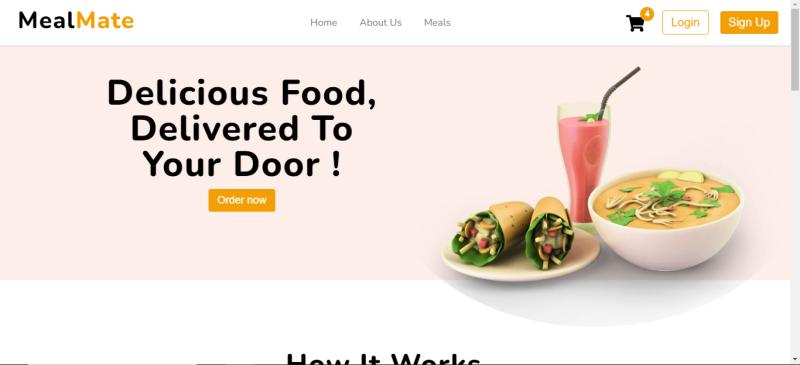 MealMate
Home About Us Meals
4
Login
Sign Up
Delicious Food,
Delivered To
Your Door !
Order now
How It Works